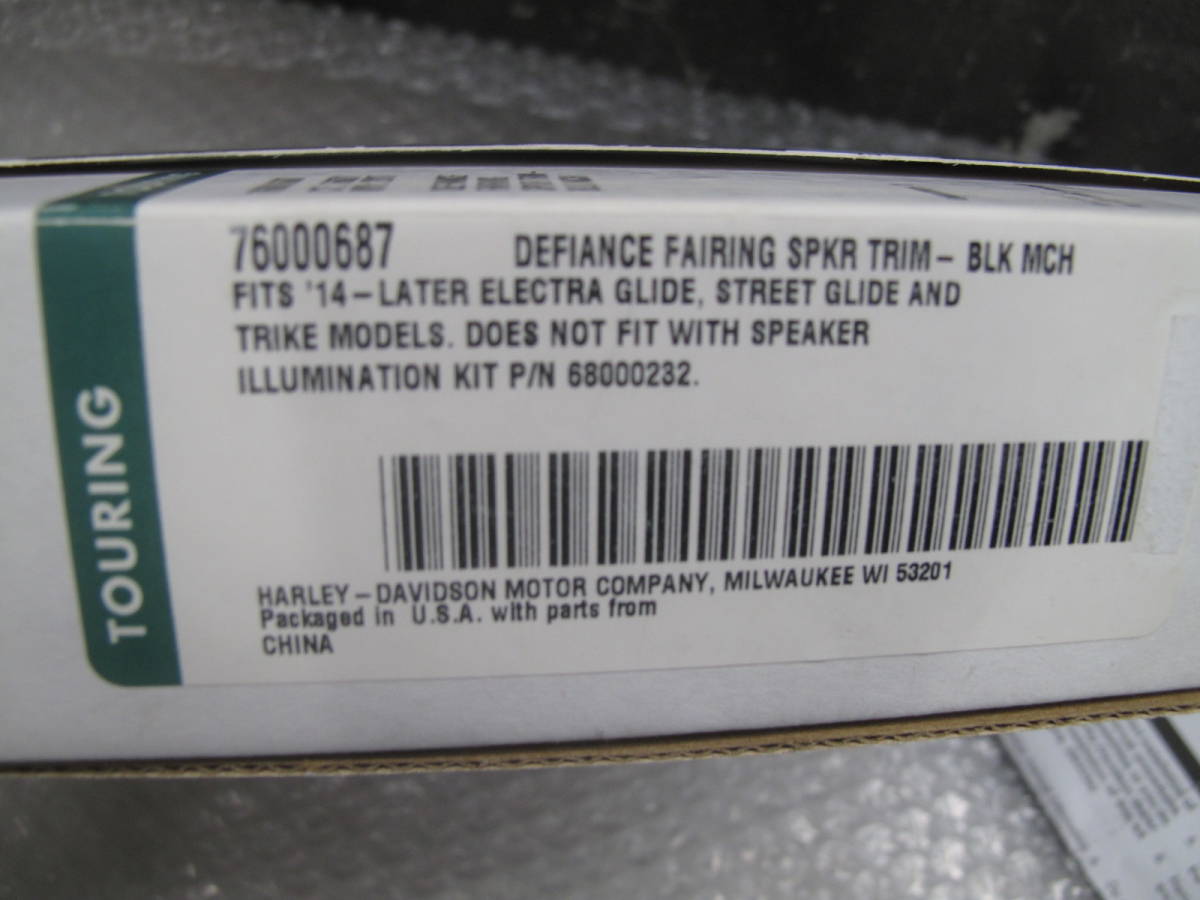 76000687 DEFIANCE FAIRING SPKR TRIM– BLK MCH
FITS '14–LATER ELECTRA GLIDE, STREET GLIDE AND
TRIKE MODELS. DOES NOT FIT WITH SPEAKER
ILLUMINATION KIT P/N 68000232.
TOURING
HARLEY–DAVIDSON MOTOR COMPANY, MILWAUKEE WI 53201
Packaged in U.S.A. with parts from
CHINA